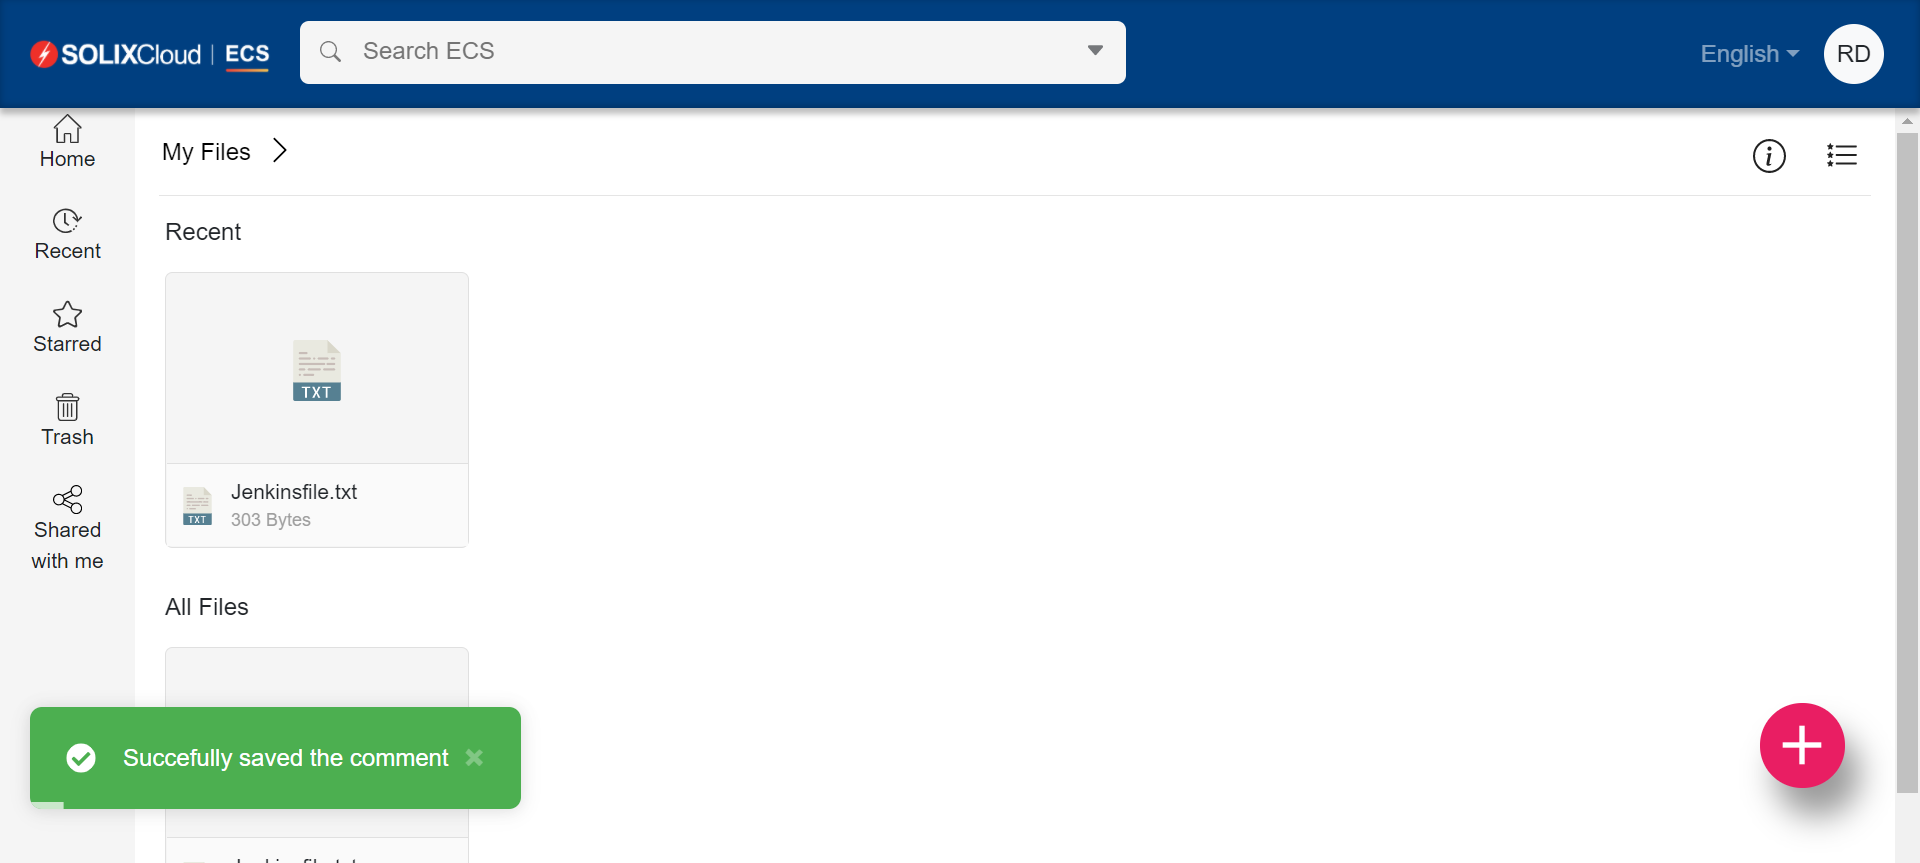 SOLIXCloud | ECS
Search ECS
English
RD
Home
Recent
Starred
Trash
Shared
with me
My Files
Recent
TXT
TXT
Jenkinsfile.txt
303 Bytes
All Files
Succefully saved the comment